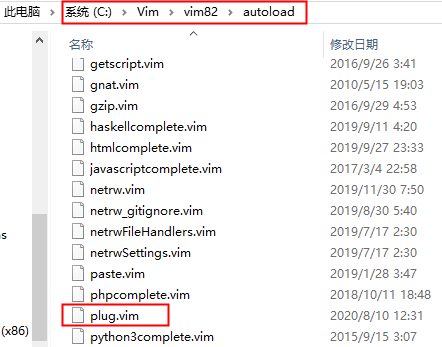 此电脑 > 系统 (C:) > Vim > vim82 > autoload
名称 修改日期
getscript.vim 2016/9/26 3:41
gnat.vim 2010/5/15 19:03
gzip.vim 2016/9/29 4:53
haskellcomplete.vim 2019/9/11 4:20
htmlcomplete.vim 2019/9/27 23:33
javascriptcomplete.vim 2017/3/4 22:58
netrw.vim 2019/11/30 7:50
netrw_gitignore.vim 2019/8/30 5:40
netrwFileHandlers.vim 2019/7/17 2:30
netrwSettings.vim 2019/7/17 2:30
paste.vim 2019/1/28 3:47
phpcomplete.vim 2018/10/11 18:48
plug.vim 2020/8/10 12:31
(x86) python3complete.vim 2015/9/15 3:07